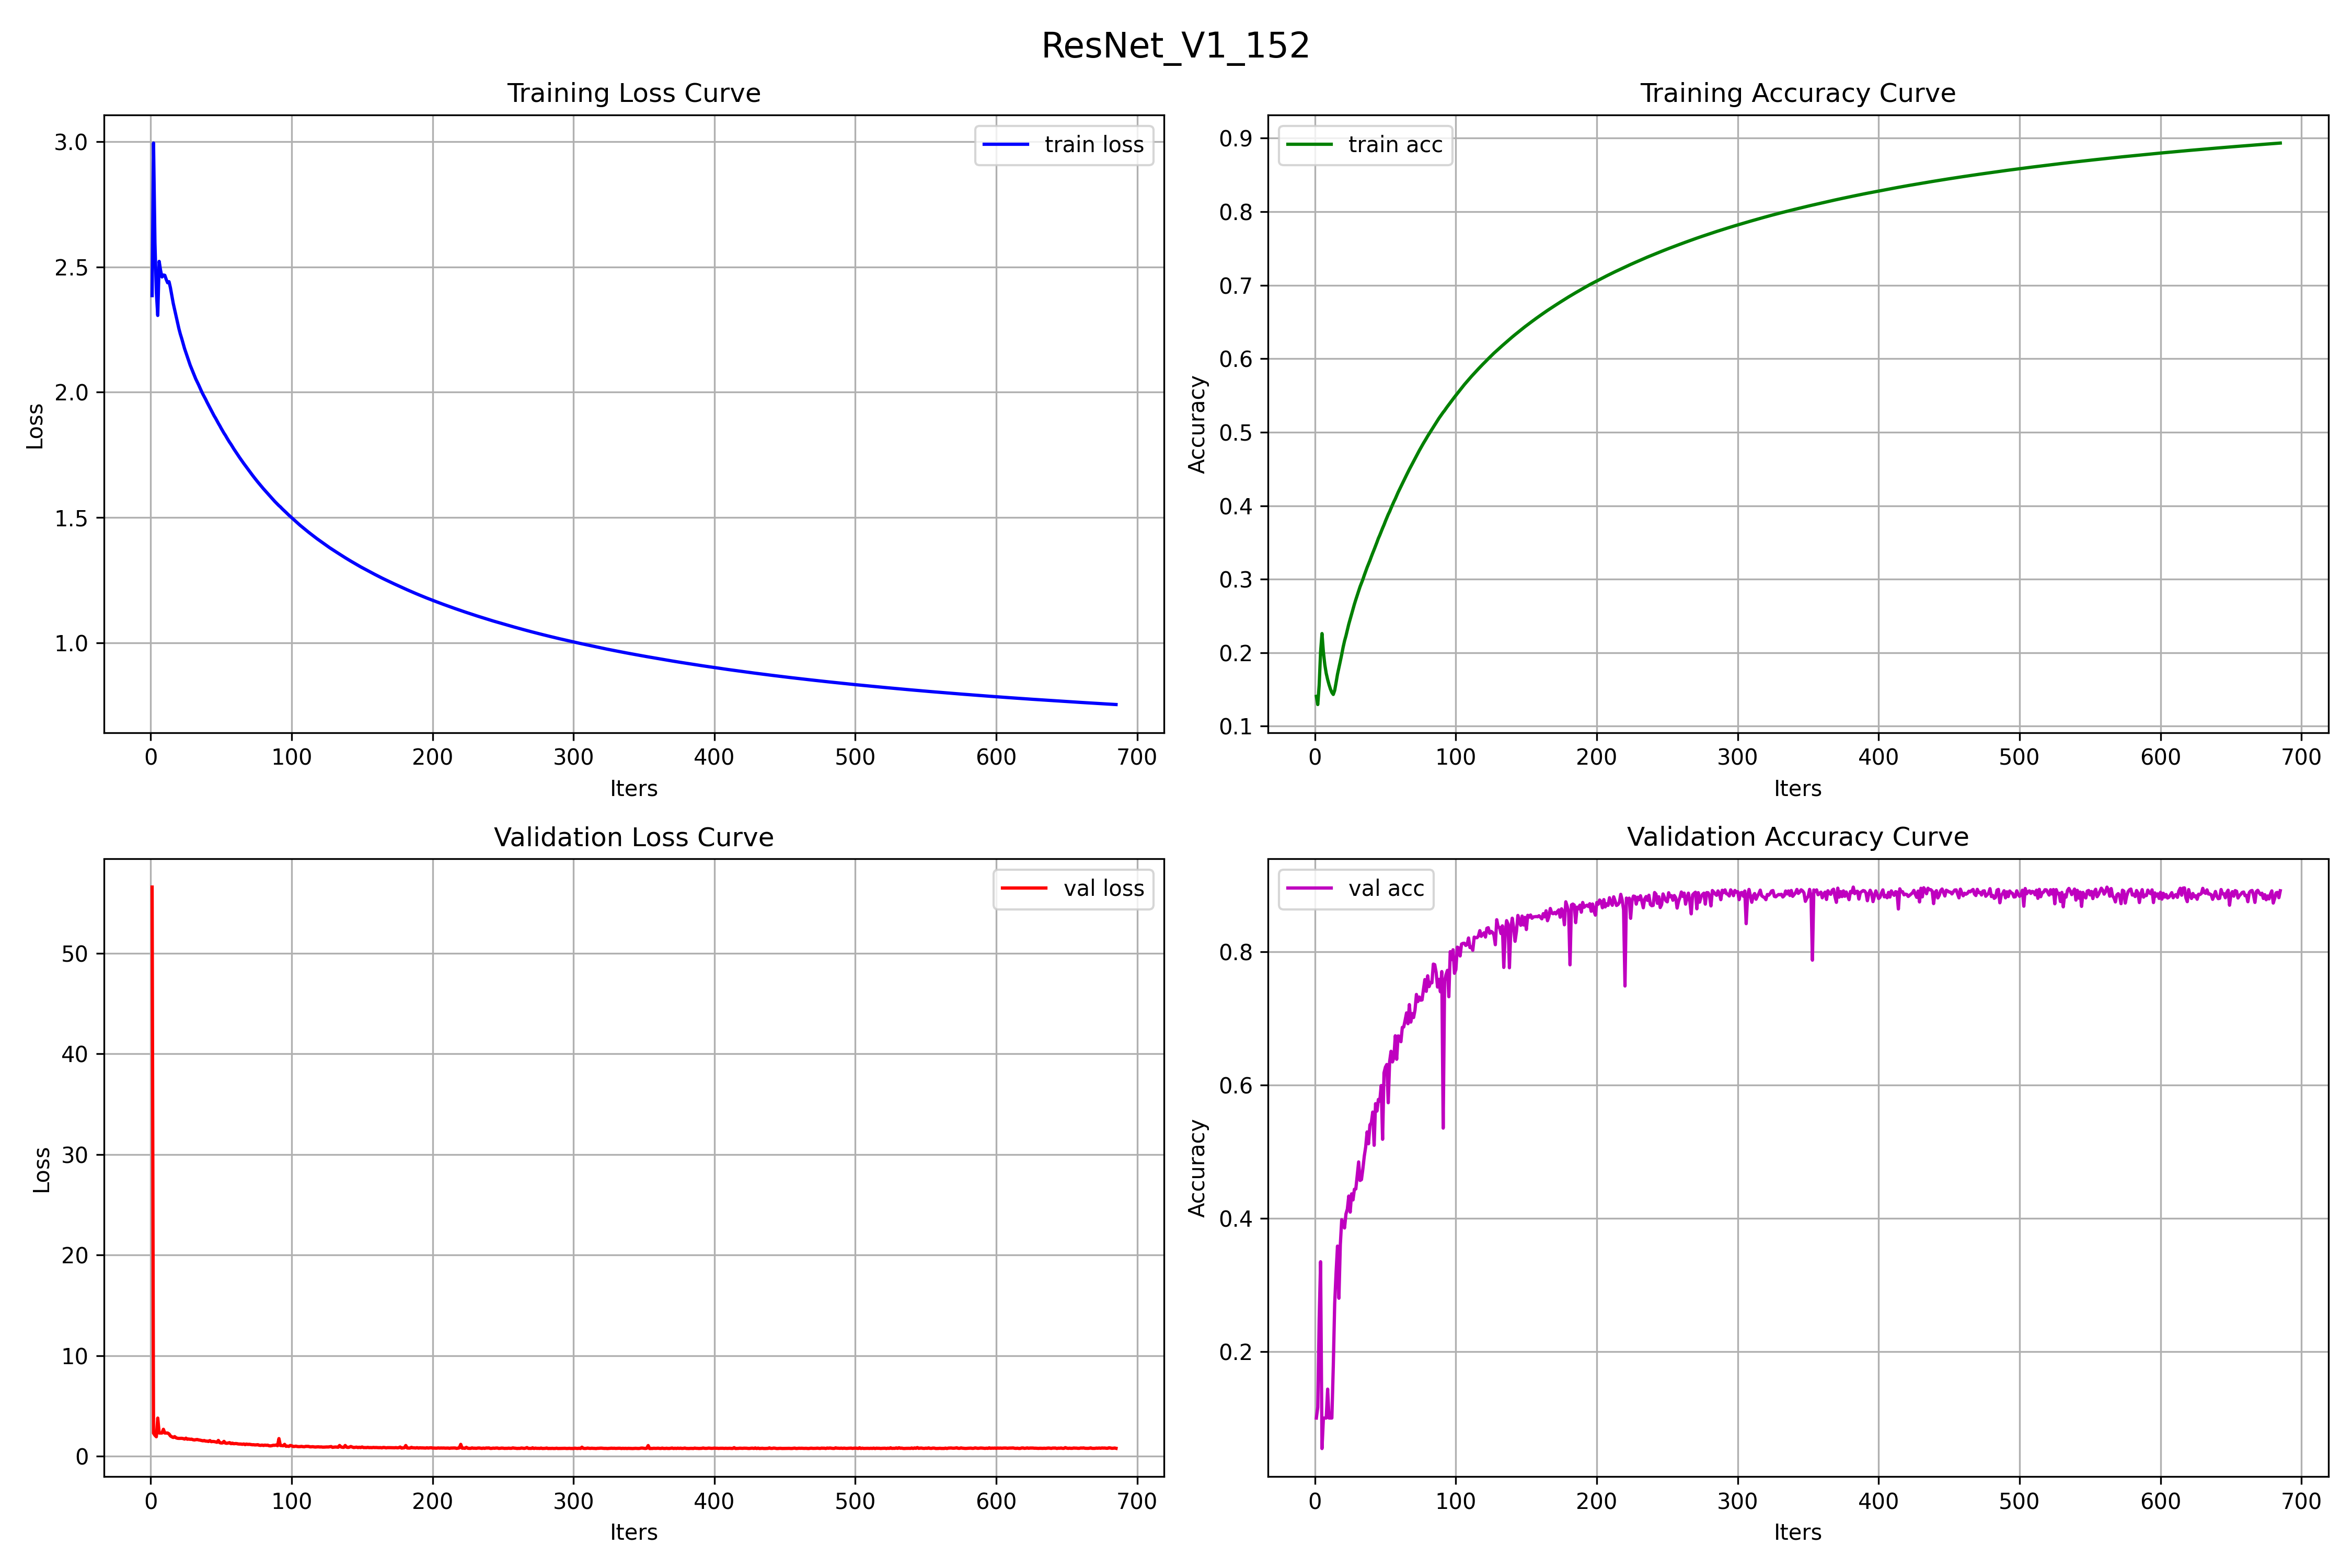 ResNet_V1_152
Training Loss Curve
train loss
3.0
2.5
2.0
1.5
1.0
Loss
0 100 200 300 400 500 600 700
Iters
Training Accuracy Curve
train acc
0.9
0.8
0.7
0.6
0.5
0.4
0.3
0.2
0.1
Accuracy
0 100 200 300 400 500 600 700
Iters
Validation Loss Curve
val loss
50
40
30
20
10
0
Loss
0 100 200 300 400 500 600 700
Iters
Validation Accuracy Curve
val acc
0.8
0.6
0.4
0.2
Accuracy
0 100 200 300 400 500 600 700
Iters